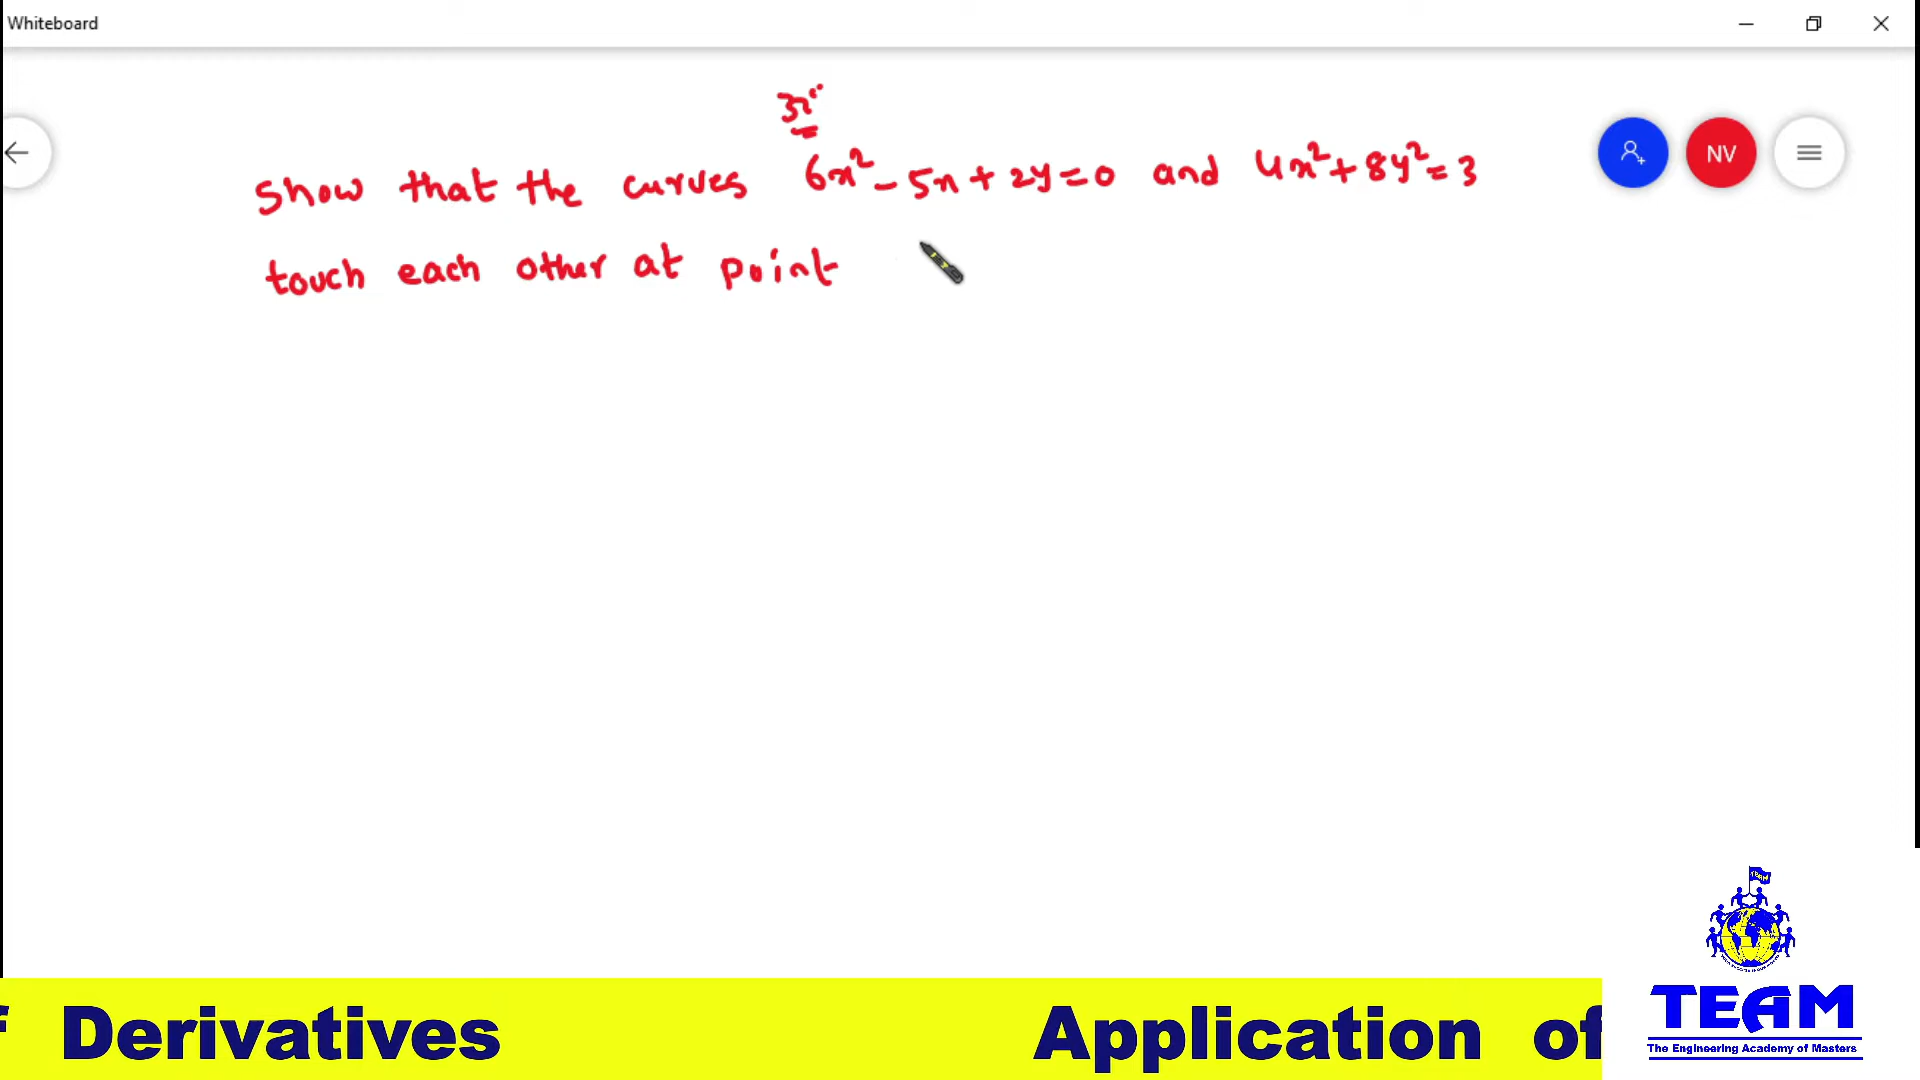 Whiteboard
NV
show that the curves 6x² - 5x + 2y = 0 and 4x² + 8y² = 3
touch each other at point
Derivatives Application of
TEAM
The Engineering Academy of Masters